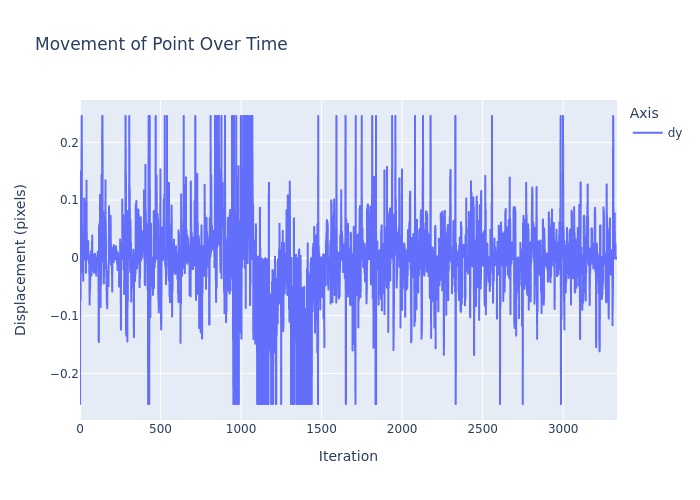 Movement of Point Over Time
Axis
dy
0.2
0.1
0
−0.1
−0.2
Displacement (pixels)
0 500 1000 1500 2000 2500 3000
Iteration